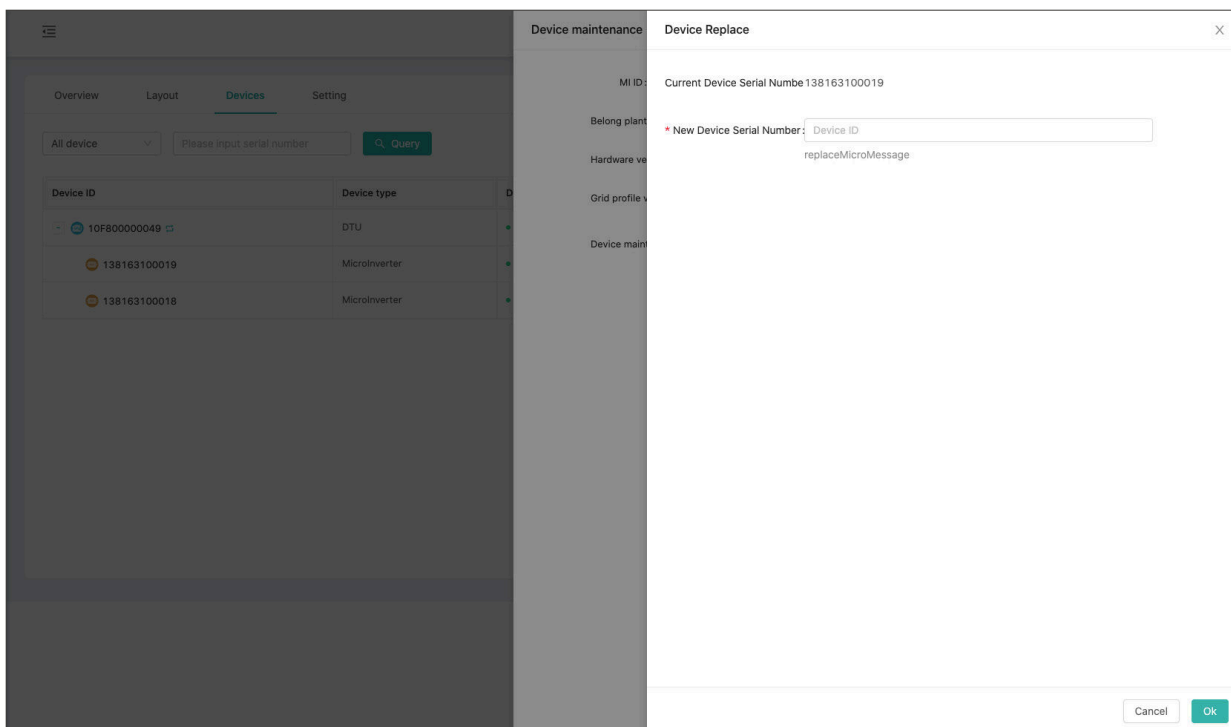 Overview Layout Devices Setting
All device Please input serial number Query
Device ID Device type D
10F800000049 DTU
138163100019 MicroInverter
138163100018 MicroInverter
Device maintenance
MI ID :
Belong plant
Hardware ve
Grid profile v
Device maint
Device Replace
Current Device Serial Numbe 138163100019
* New Device Serial Number : Device ID
replaceMicroMessage
Cancel Ok